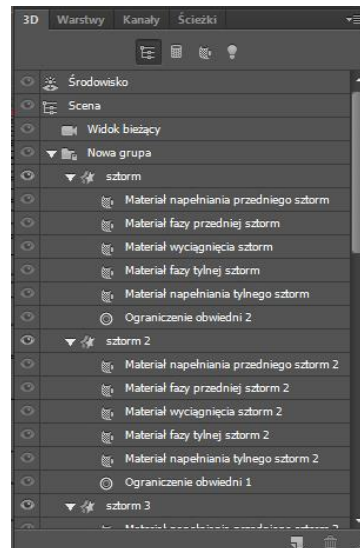 3D Warstwy Kanały Ścieżki
Środowisko
Scena
Widok bieżący
Nowa grupa
sztorm
Materiał napełniania przedniego sztorm
Materiał fazy przedniej sztorm
Materiał wyciągnięcia sztorm
Materiał fazy tylnej sztorm
Materiał napełniania tylnego sztorm
Ograniczenie obwiedni 2
sztorm 2
Materiał napełniania przedniego sztorm 2
Materiał fazy przedniej sztorm 2
Materiał wyciągnięcia sztorm 2
Materiał fazy tylnej sztorm 2
Materiał napełniania tylnego sztorm 2
Ograniczenie obwiedni 1
sztorm 3